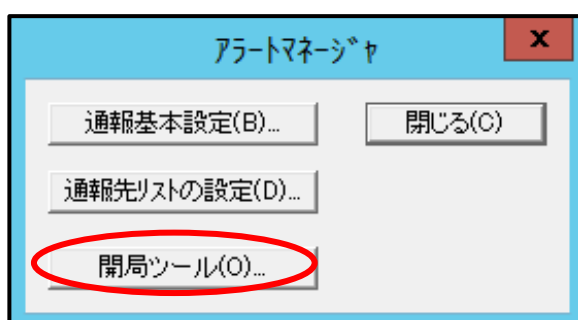 アラートマネージャ
x
通報基本設定(B)...
閉じる(C)
通報先リストの設定(D)...
開局ツール(O)...